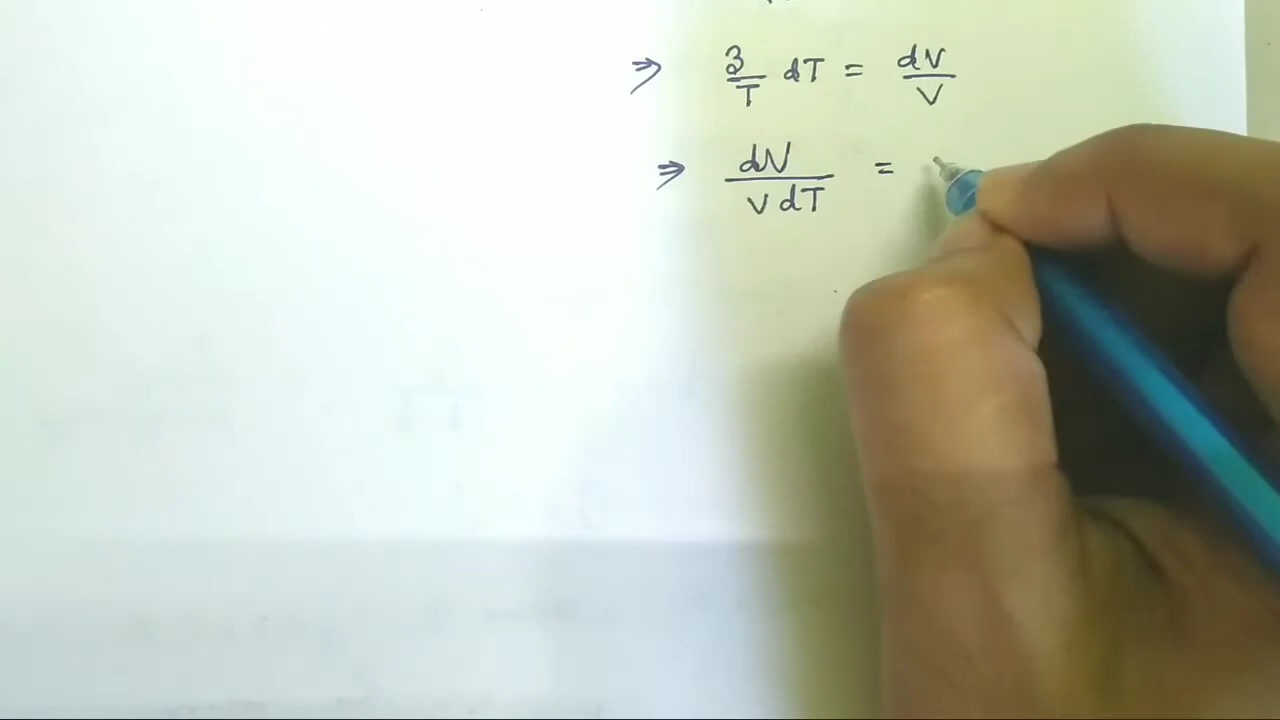 ⇒ 3/T dT = dV/V
⇒ dV/V dT =